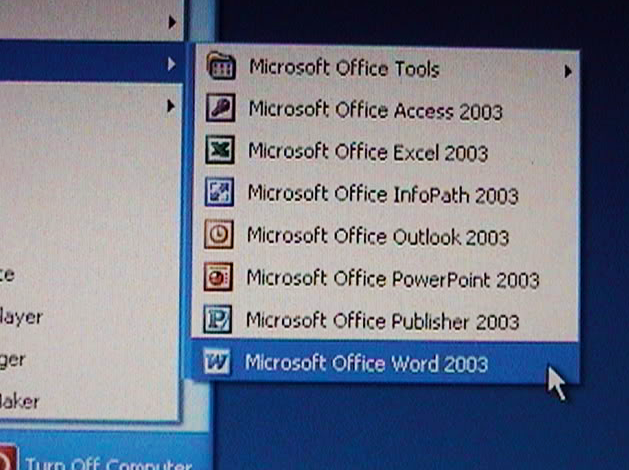 Microsoft Office Tools
Microsoft Office Access 2003
Microsoft Office Excel 2003
Microsoft Office InfoPath 2003
Microsoft Office Outlook 2003
Microsoft Office PowerPoint 2003
Microsoft Office Publisher 2003
Microsoft Office Word 2003
te
layer
ger
laker
Turn Off Computer